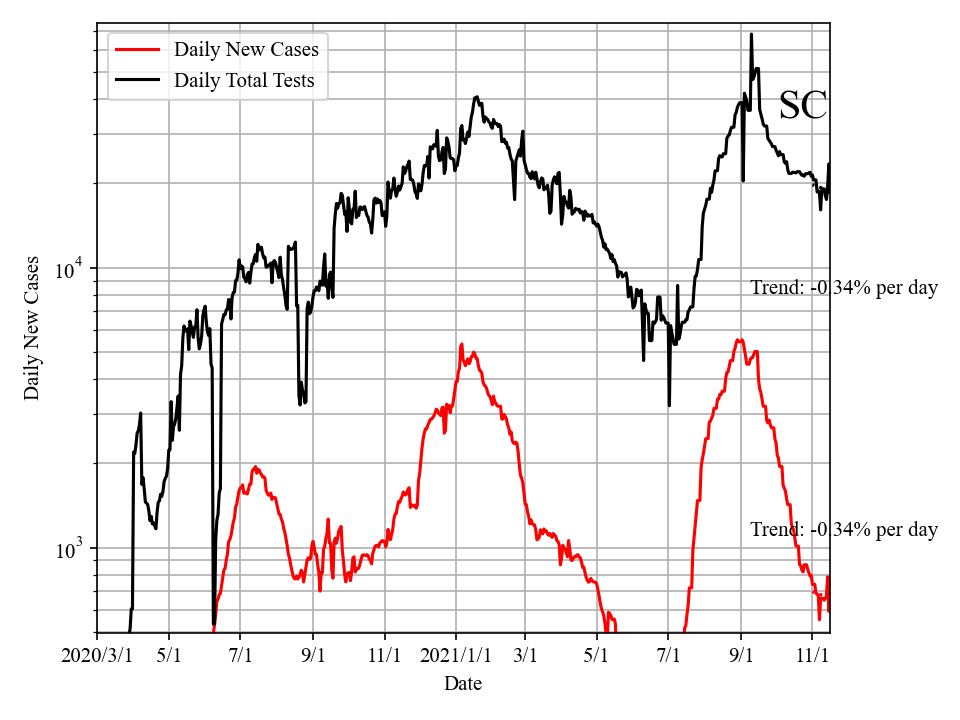 Daily New Cases
Daily Total Tests
SC
Daily New Cases
10^4
10^3
Trend: -0.34% per day
Trend: -0.34% per day
2020/3/1 5/1 7/1 9/1 11/1 2021/1/1 3/1 5/1 7/1 9/1 11/1
Date